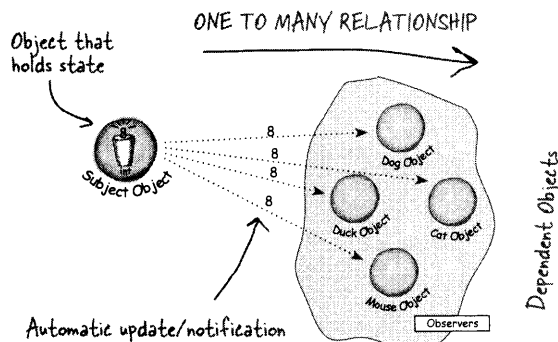 ONE TO MANY RELATIONSHIP
Object that
holds state
8
Subject Object
8
8
8
8
Dog Object
Duck Object
Cat Object
Mouse Object
Dependent Objects
Automatic update/notification
Observers